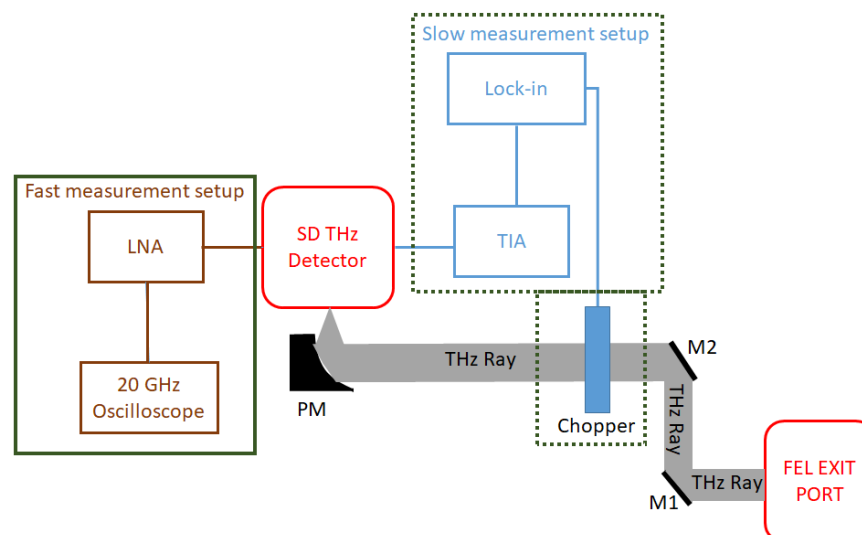 Slow measurement setup
Lock-in
Fast measurement setup
LNA
SD THz
Detector
TIA
20 GHz
Oscilloscope
PM
THz Ray
Chopper
M2
THz Ray
M1
THz Ray
FEL EXIT
PORT